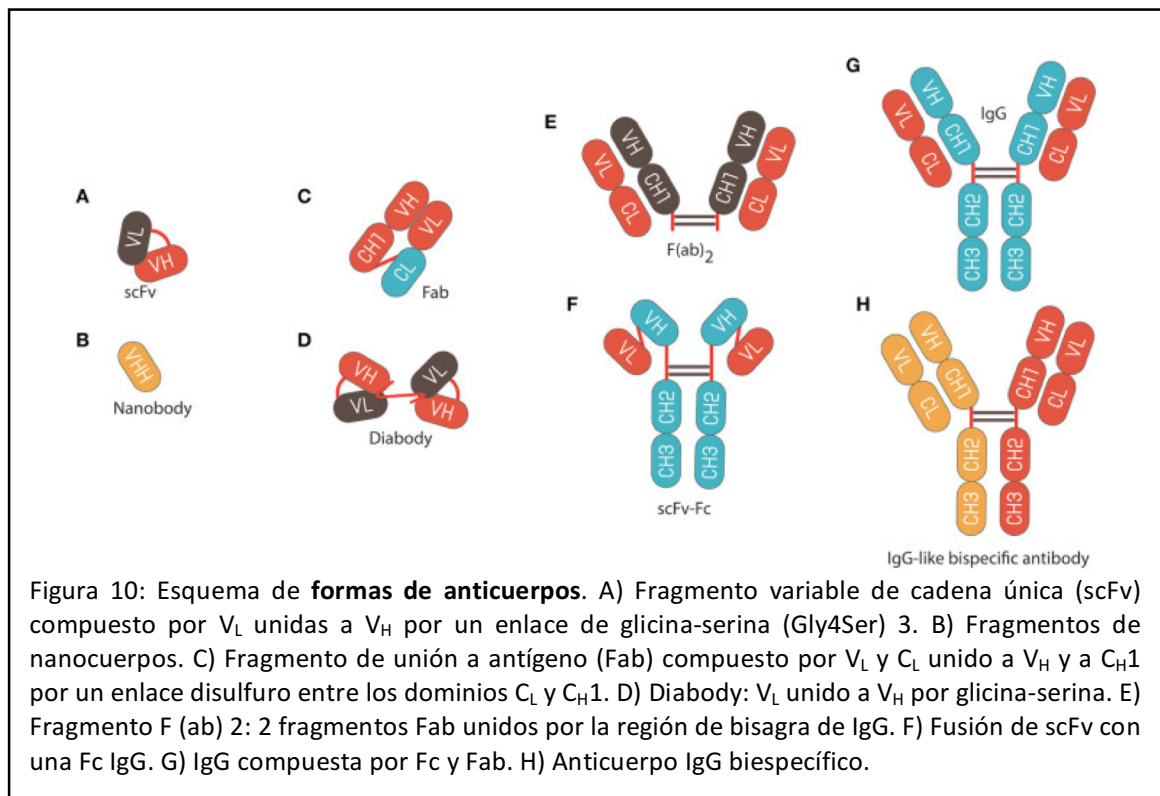 A
VL
VH
scFv
B
VHH
Nanobody
C
CH1
VH
VL
CL
Fab
D
VH
VL
VL
VH
Diabody
E
VL
CL
VH
CH1
CH1
VH
CL
VL
F(ab)2
F
VL
VH
VH
VL
CH2
CH3
CH2
CH3
scFv-Fc
G
VL
CL
VH
CH1
IgG
CH1
VH
CL
VL
CH2
CH3
CH2
CH3
H
VL
CL
VH
CH1
CH1
VH
CL
VL
CH2
CH3
CH2
CH3
IgG-like bispecific antibody
Figura 10: Esquema de formas de anticuerpos. A) Fragmento variable de cadena única (scFv)
compuesto por VL unidas a VH por un enlace de glicina-serina (Gly4Ser) 3. B) Fragmentos de
nanocuerpos. C) Fragmento de unión a antígeno (Fab) compuesto por VL y CL unido a VH y a CH1
por un enlace disulfuro entre los dominios CL y CH1. D) Diabody: VL unido a VH por glicina-serina. E)
Fragmento F (ab) 2: 2 fragmentos Fab unidos por la región de bisagra de IgG. F) Fusión de scFv con
una Fc IgG. G) IgG compuesta por Fc y Fab. H) Anticuerpo IgG biespecífico.